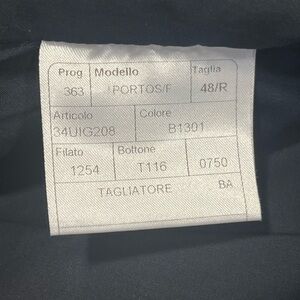 Prog Modello Taglia
363 !PORTOS/F 48/R
Articolo Colore
34UIG208 B1301
Filato Bottone
1254 T116 0750
TAGLIATORE BA